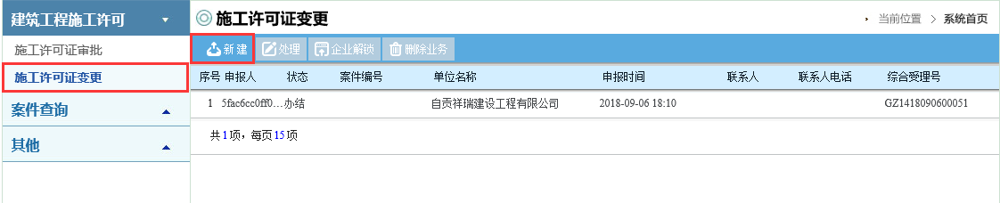 建筑工程施工许可
施工许可证审批
施工许可证变更
案件查询
其他
施工许可证变更
当前位置 > 系统首页
新建 处理 企业解锁 删除业务
序号 申报人 状态 案件编号 单位名称 申报时间 联系人 联系人电话 综合受理号
1 5fac6cc0ff0... 办结 自贡祥瑞建设工程有限公司 2018-09-06 18:10 GZ1418090600051
共1项，每页15项